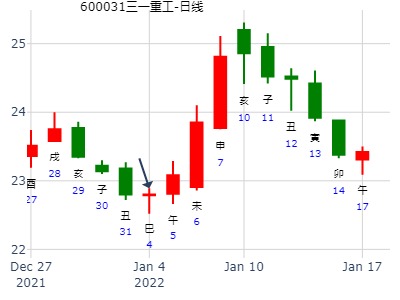 600031三一重工-日线
25
24
23
22
酉
27
戌
28
亥
29
子
30
丑
31
巳
4
午
5
未
6
申
7
亥
10
子
11
丑
12
寅
13
卯
14
午
17
Dec 27
2021
Jan 4
2022
Jan 10
Jan 17